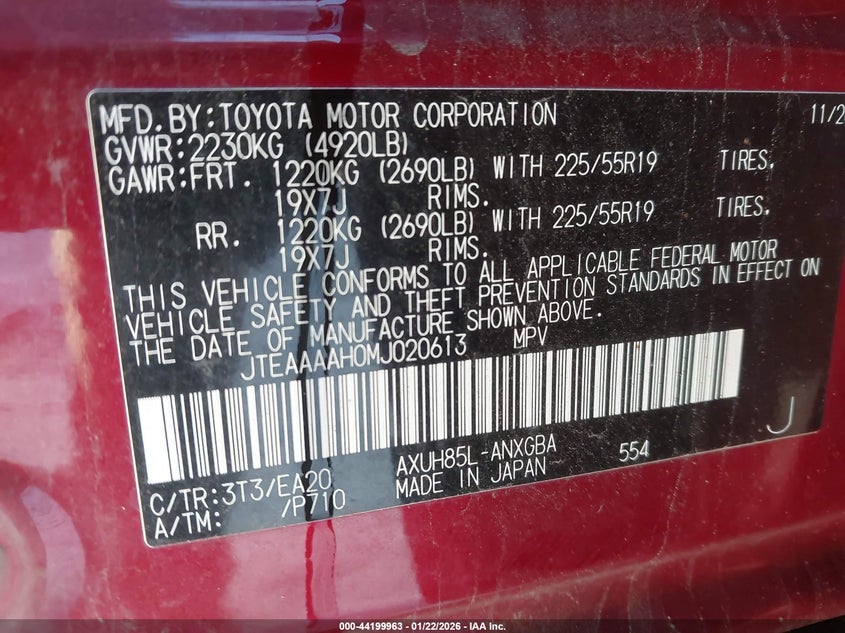 MFD.BY:TOYOTA MOTOR CORPORATION 11/2
GVWR:2230KG (4920LB)
GAWR:FRT. 1220KG (2690LB) WITH 225/55R19 TIRES.
19X7J RIMS.
RR. 1220KG (2690LB) WITH 225/55R19 TIRES,
19X7J RIMS.
THIS VEHICLE CONFORMS TO ALL APPLICABLE FEDERAL MOTOR
VEHICLE SAFETY AND THEFT PREVENTION STANDARDS IN EFFECT ON
THE DATE OF MANUFACTURE SHOWN ABOVE.
JTEAAAAH0MJ020613 MPV
J
AXUH85L-ANXGBA 554
C/TR:3T3/EA20 MADE IN JAPAN
A/TM: /P710
000-44199963 - 01/22/2026 - IAA Inc.